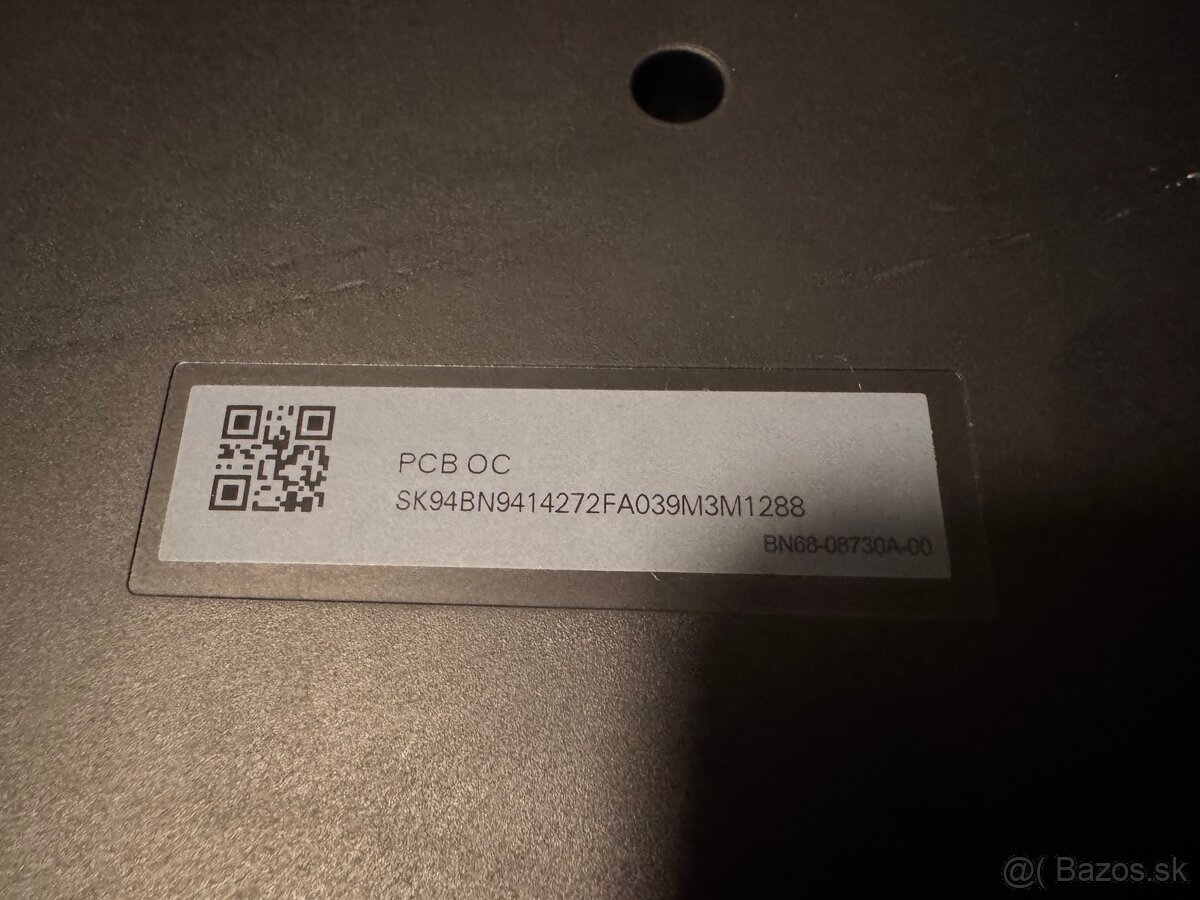 PCB OC
SK94BN9414272FA039M3M1288
BN68-08730A-00
@( Bazos.sk